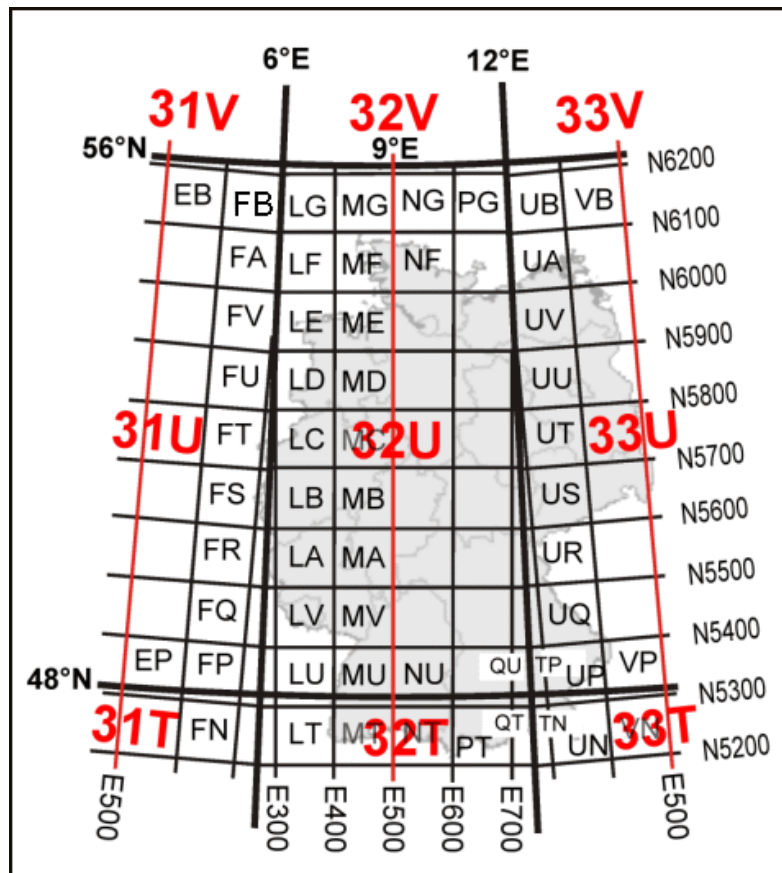 6°E 12°E
31V 32V 33V
56°N 9°E N6200
EB FB LG MG NG PG UB VB N6100
FA LF MF NF UA N6000
FV LE ME UV N5900
FU LD MD UU N5800
31U FT LC MC 32U UT 33U N5700
FS LB MB US N5600
FR LA MA UR N5500
FQ LV MV UQ N5400
EP FP LU MU NU QU TP UP VP
48°N N5300
31T FN LT MT 32T NT PT QT TN UN 33T VN N5200
E500 E300 E400 E500 E600 E700 E500